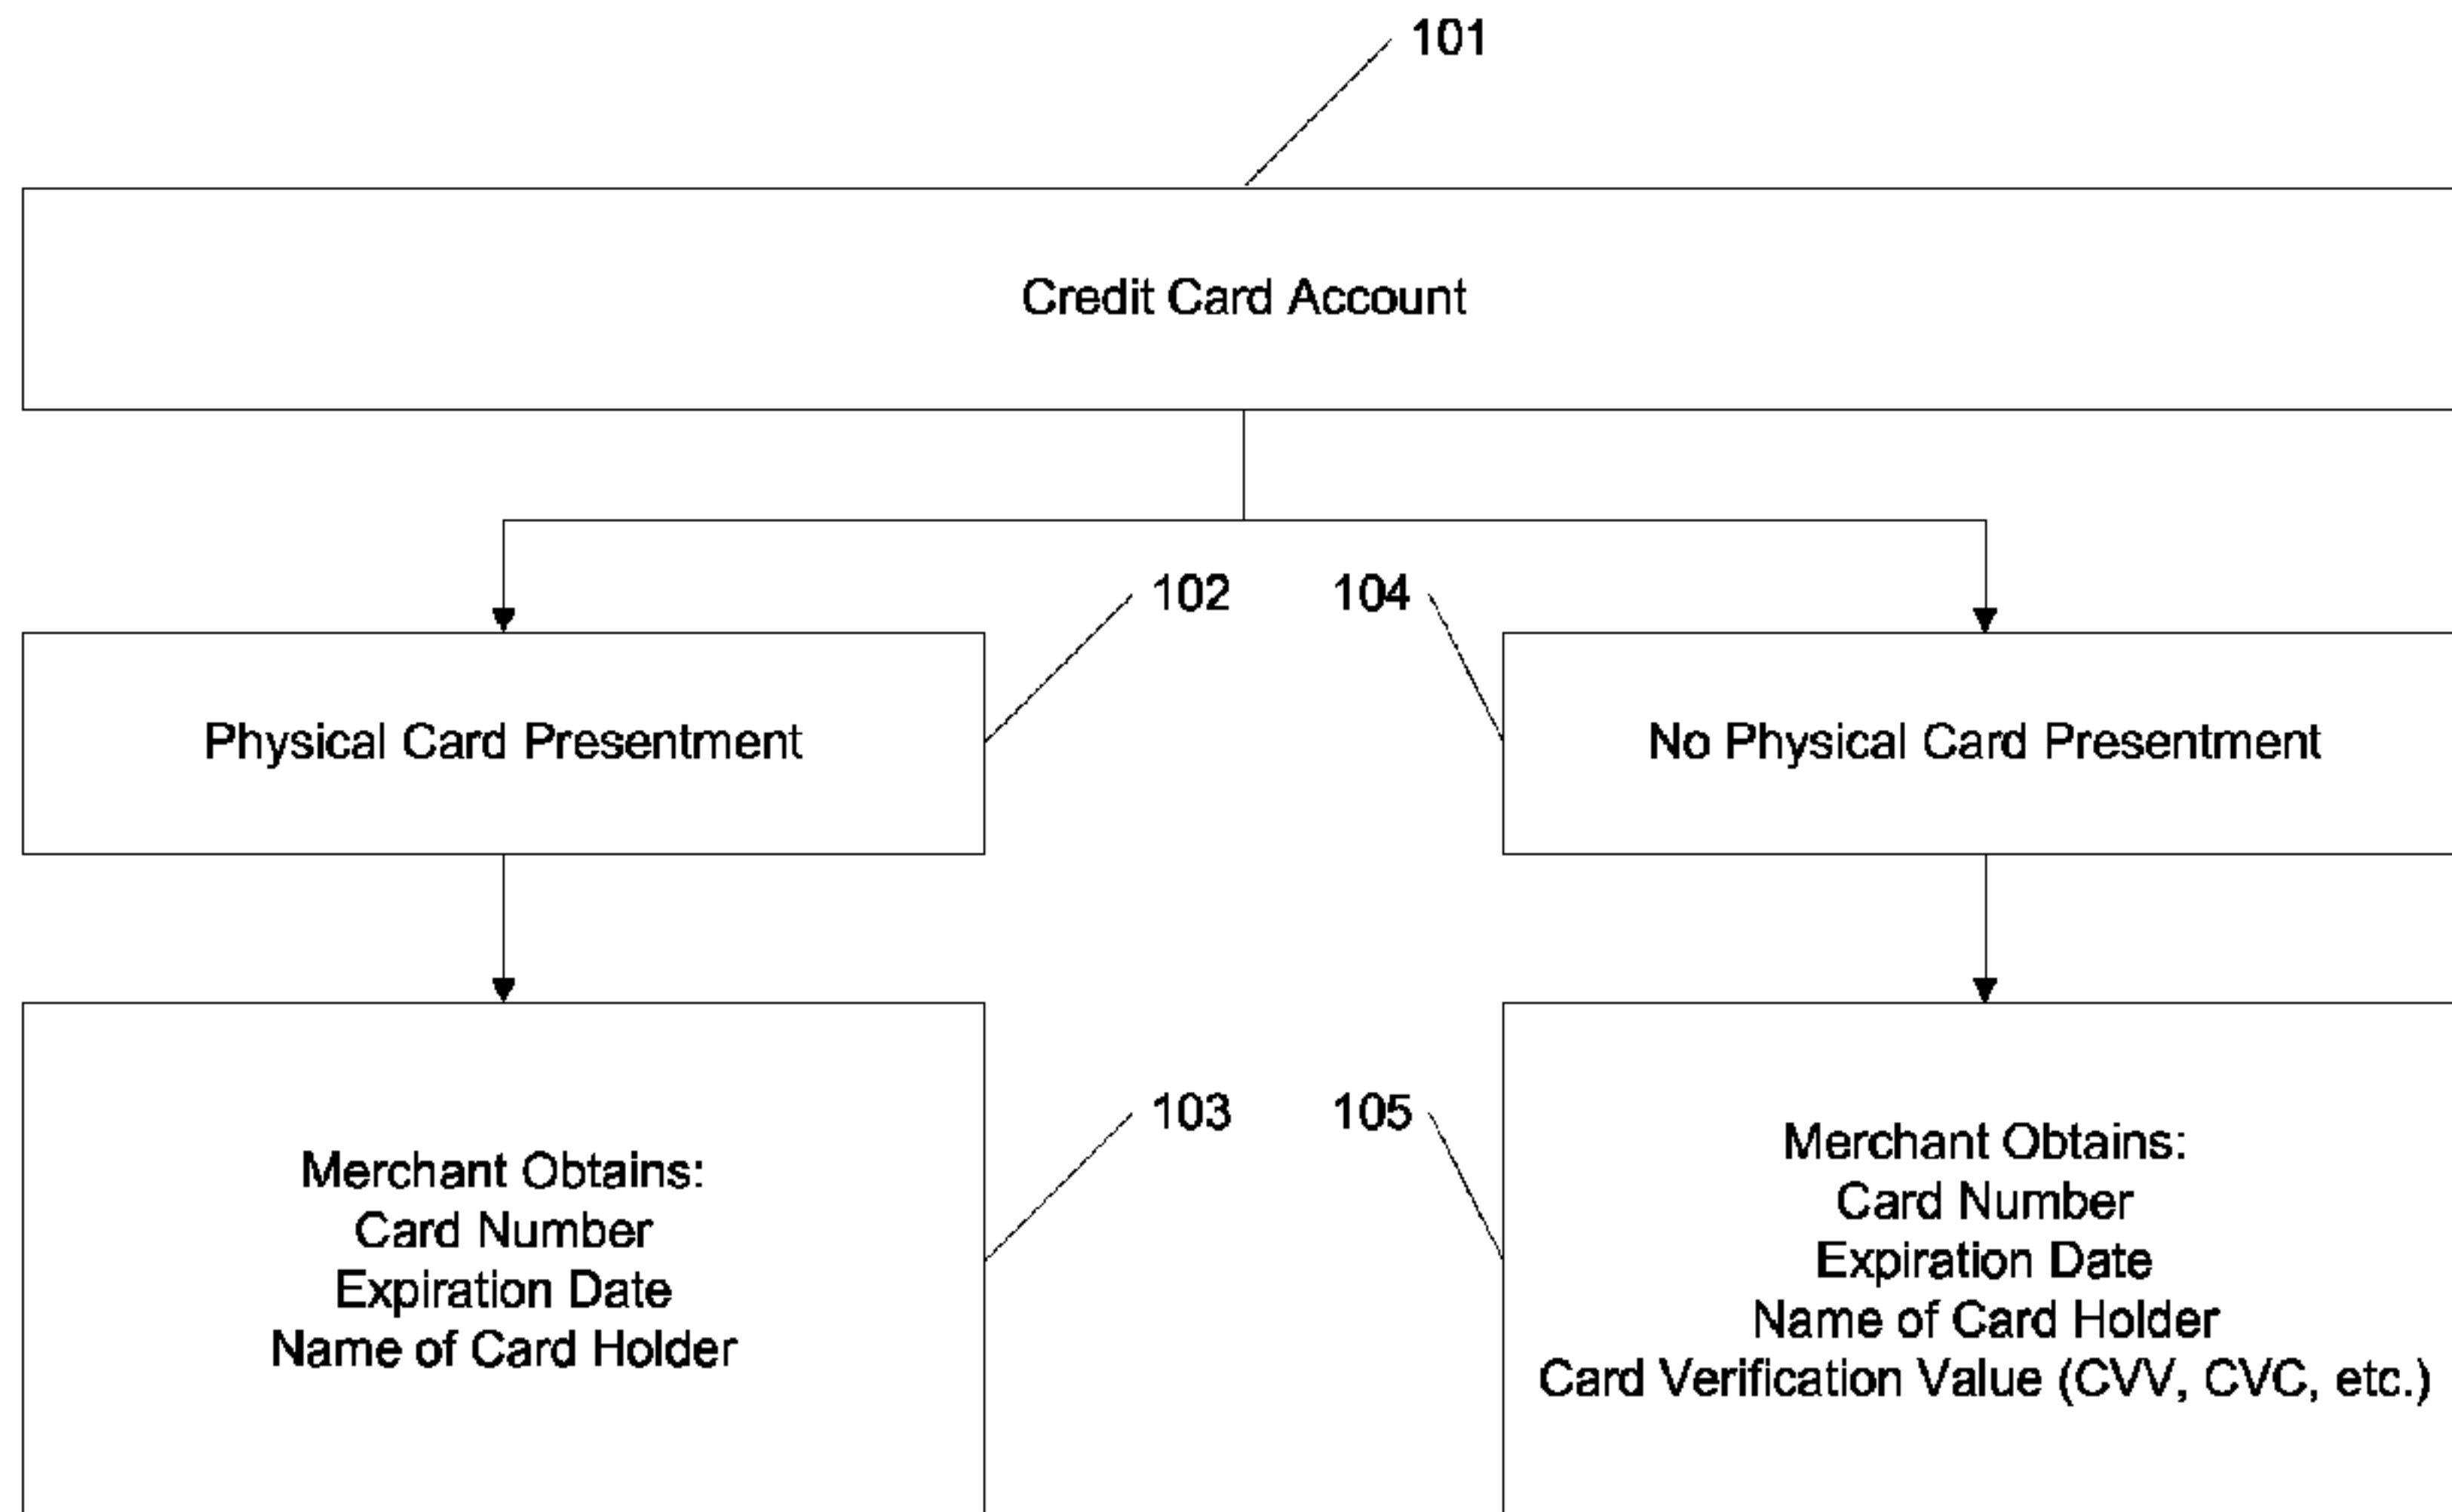 101
Credit Card Account
102
104
Physical Card Presentment
No Physical Card Presentment
103
105
Merchant Obtains:
Card Number
Expiration Date
Name of Card Holder
Merchant Obtains:
Card Number
Expiration Date
Name of Card Holder
Card Verification Value (CVV, CVC, etc.)